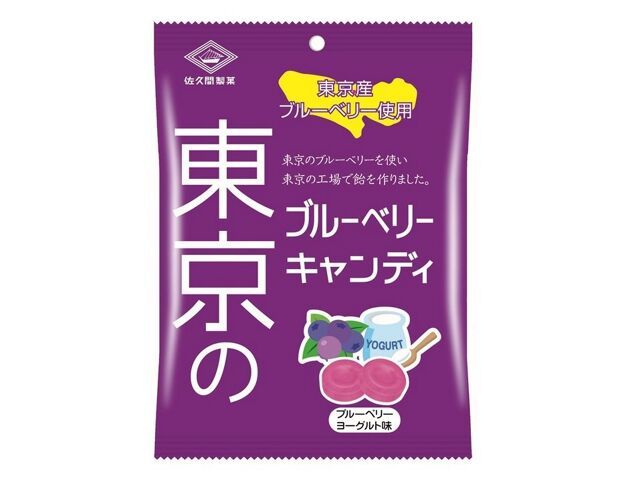 佐久間製菓
東京産
ブルーベリー使用
東京のブルーベリーを使い
東京の工場で飴を作りました。
東京の
ブルーベリー
キャンディ
YOGURT
ブルーベリー
ヨーグルト味